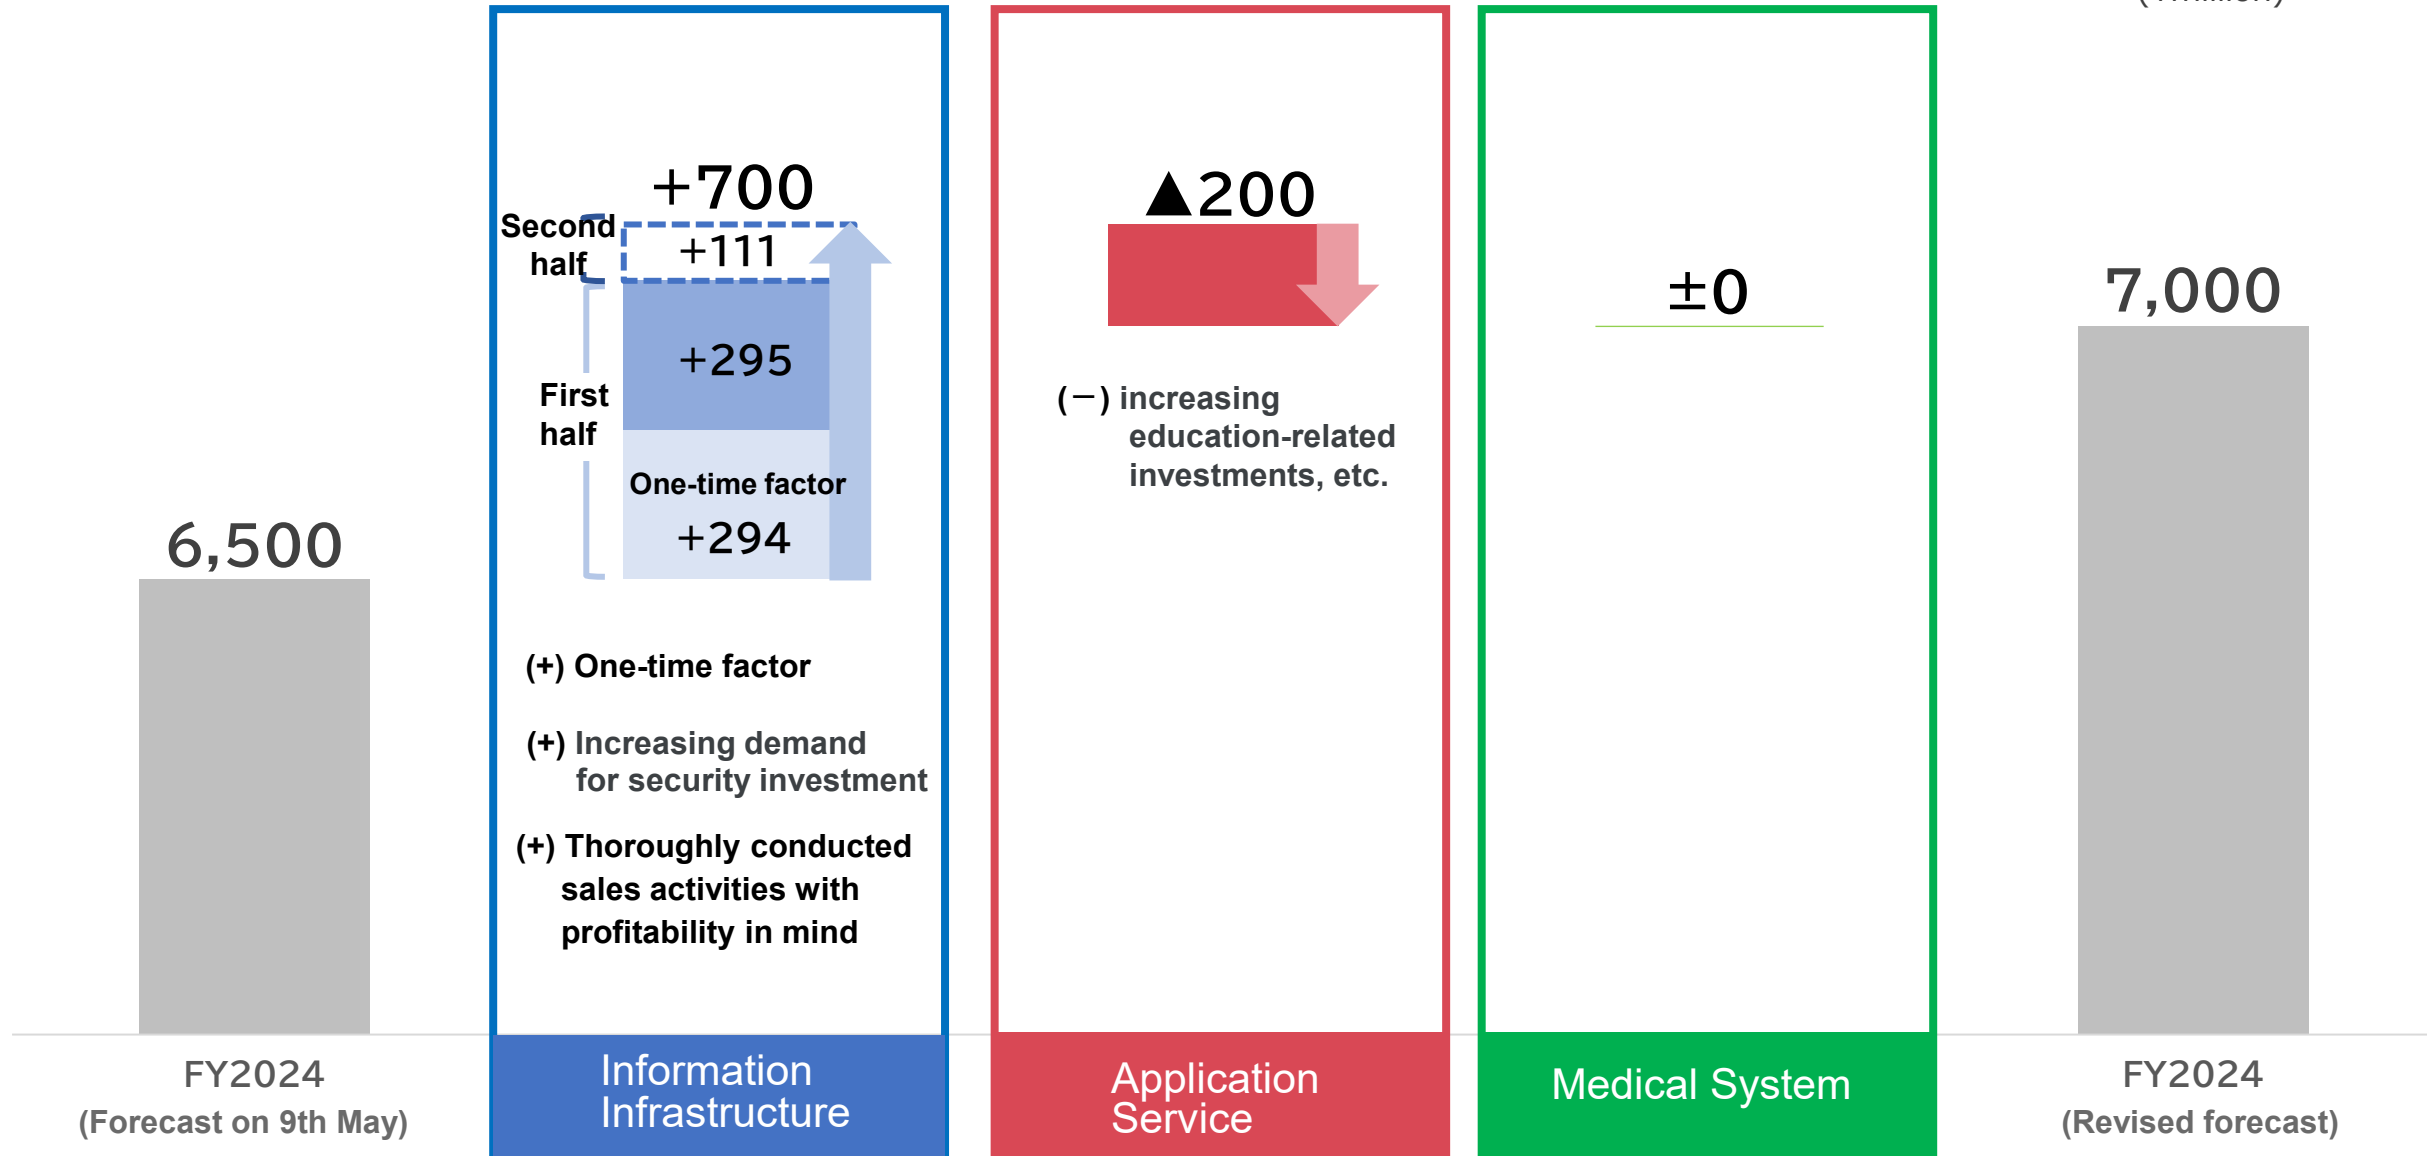 +700
Second
half
+111
+295
First
half
One-time factor
+294
(+) One-time factor
(+) Increasing demand
for security investment
(+) Thoroughly conducted
sales activities with
profitability in mind
▲200
(－) increasing
education-related
investments, etc.
±0
6,500
7,000
FY2024
(Forecast on 9th May)
Information
Infrastructure
Application
Service
Medical System
FY2024
(Revised forecast)